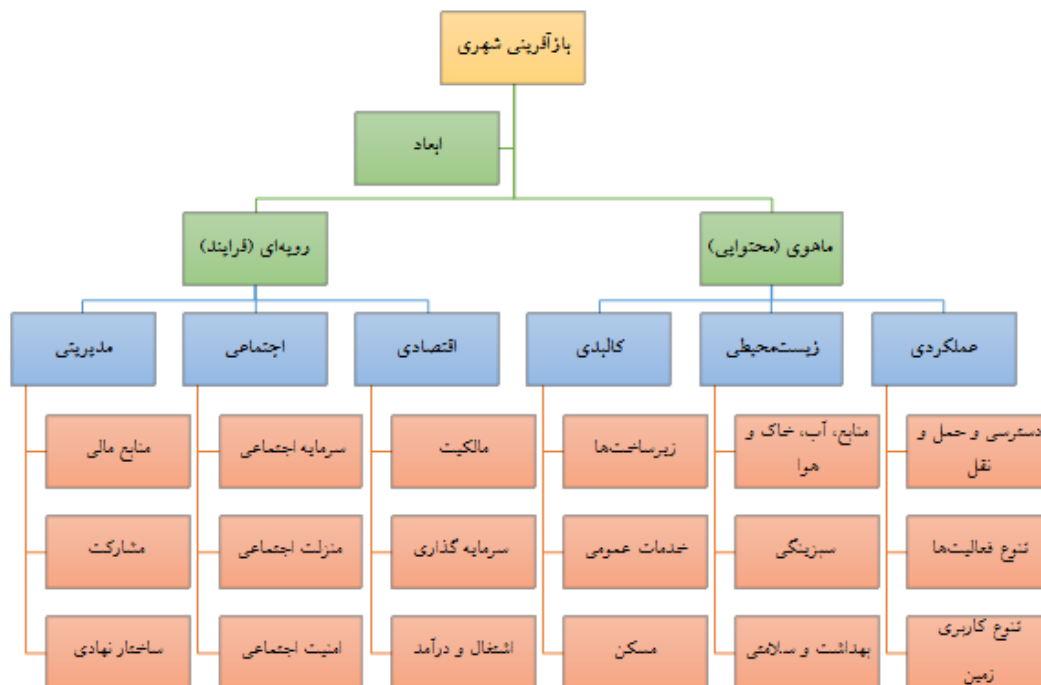 بازآفرینی شهری
ابعاد
ماهوی (محتوایی)
رویه‌ای (فرایند)
عملکردی
زیست‌محیطی
کالبدی
اقتصادی
اجتماعی
مدیریتی
دسترسی و حمل و
نقل
منابع، آب، خاک و
هوا
زیرساخت‌ها
مالکیت
سرمایه اجتماعی
منابع مالی
تنوع فعالیت‌ها
سبزینگی
خدمات عمومی
سرمایه گذاری
منزلت اجتماعی
مشارکت
تنوع کاربری
زمین
بهداشت و سلامتی
مسکن
اشتغال و درآمد
امنیت اجتماعی
ساختار نهادی